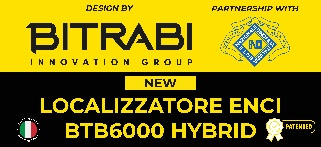 DESIGN BY
PARTNERSHIP WITH
BITRABI
INNOVATION GROUP
NEW
LOCALIZZATORE ENCI
BTB6000 HYBRID
PATENTED